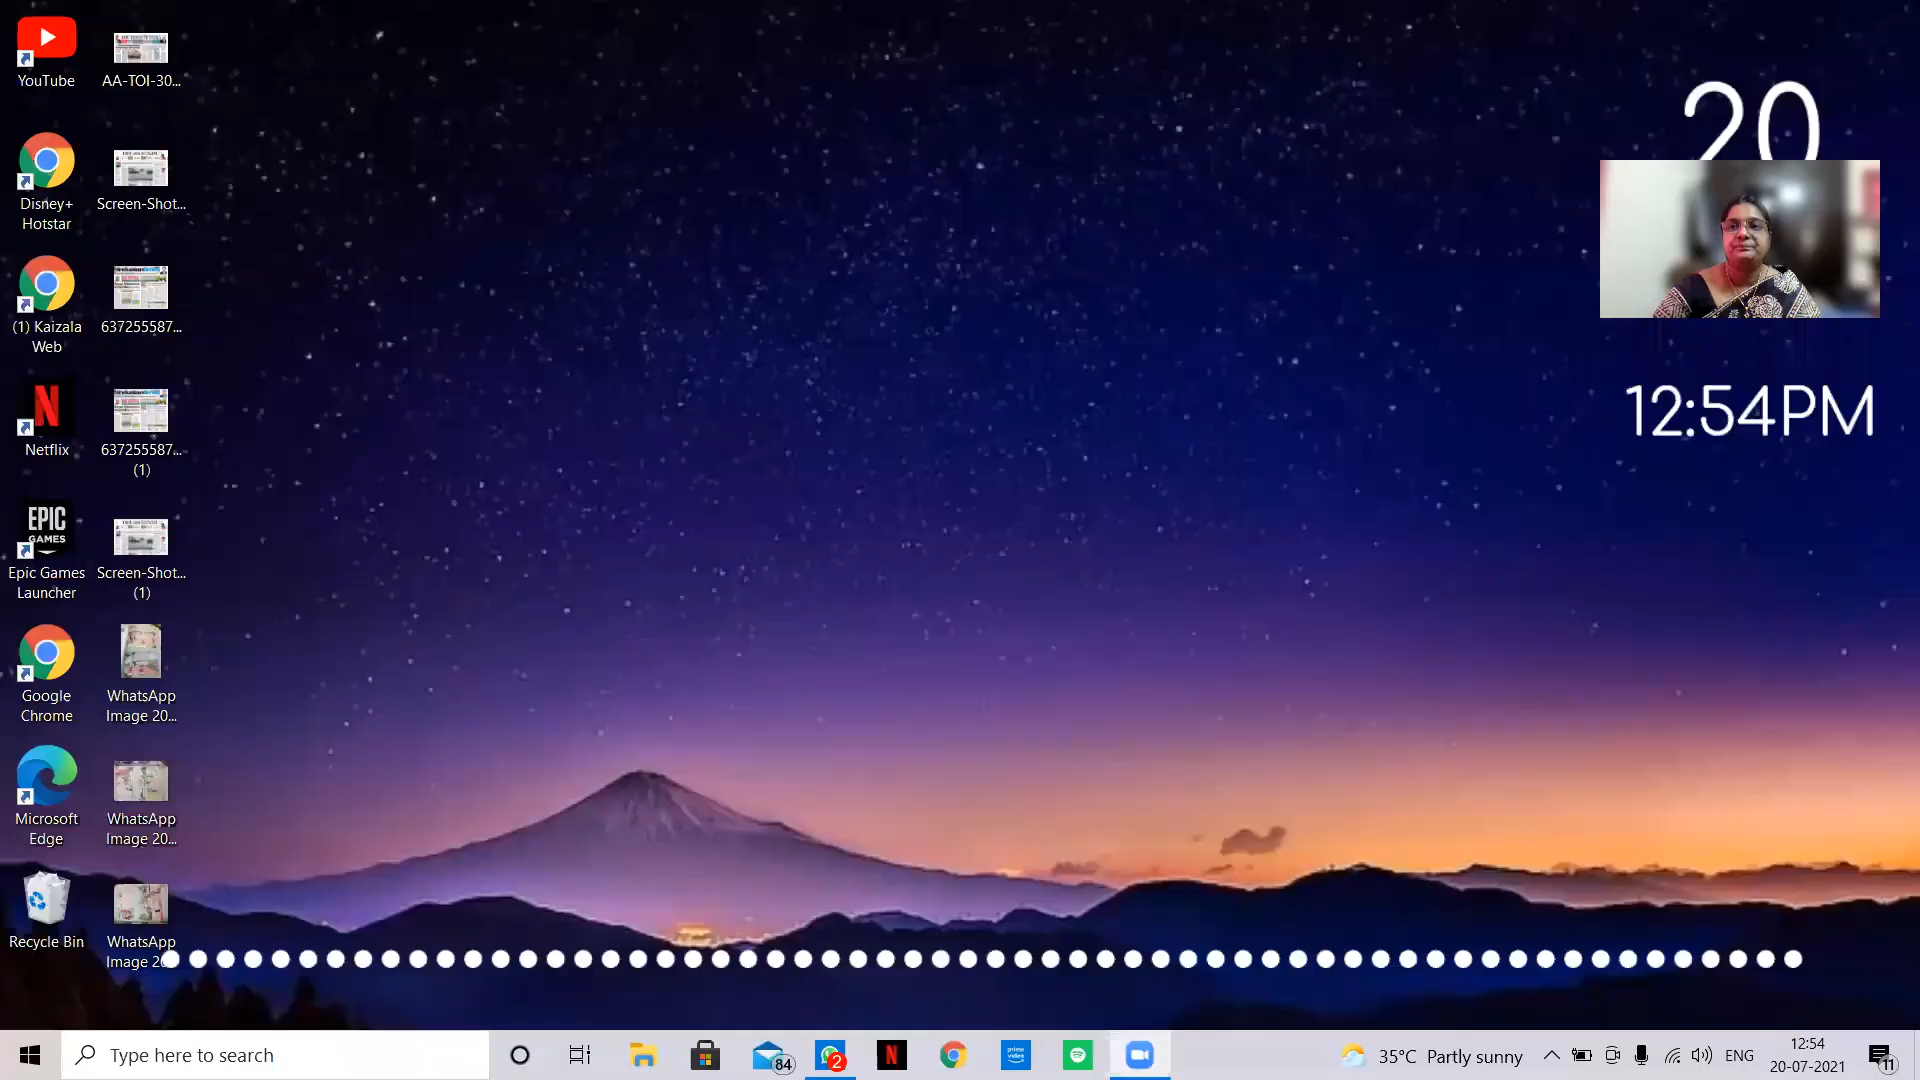 YouTube
AA-TOI-30...
Disney+
Hotstar
Screen-Shot...
(1) Kaizala
Web
637255587...
Netflix
637255587...
(1)
EPIC
GAMES
Epic Games
Launcher
Screen-Shot...
(1)
Google
Chrome
WhatsApp
Image 20...
Microsoft
Edge
WhatsApp
Image 20...
Recycle Bin
WhatsApp
20
12:54PM
Type here to search
84
2
prime
video
35°C Partly sunny
ENG
12:54
20-07-2021
11